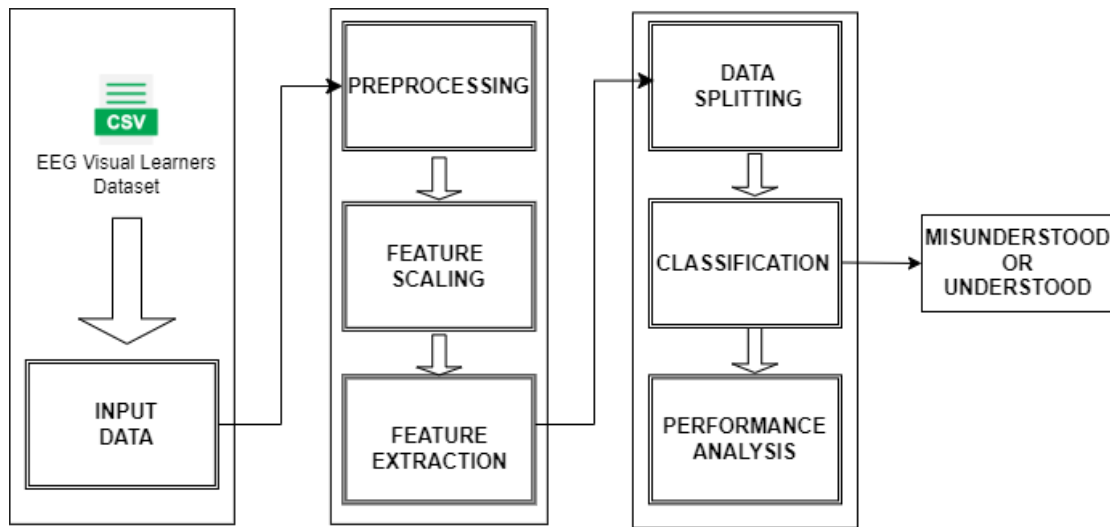 CSV
EEG Visual Learners
Dataset
INPUT
DATA
PREPROCESSING
FEATURE
SCALING
FEATURE
EXTRACTION
DATA
SPLITTING
CLASSIFICATION
PERFORMANCE
ANALYSIS
MISUNDERSTOOD
OR
UNDERSTOOD